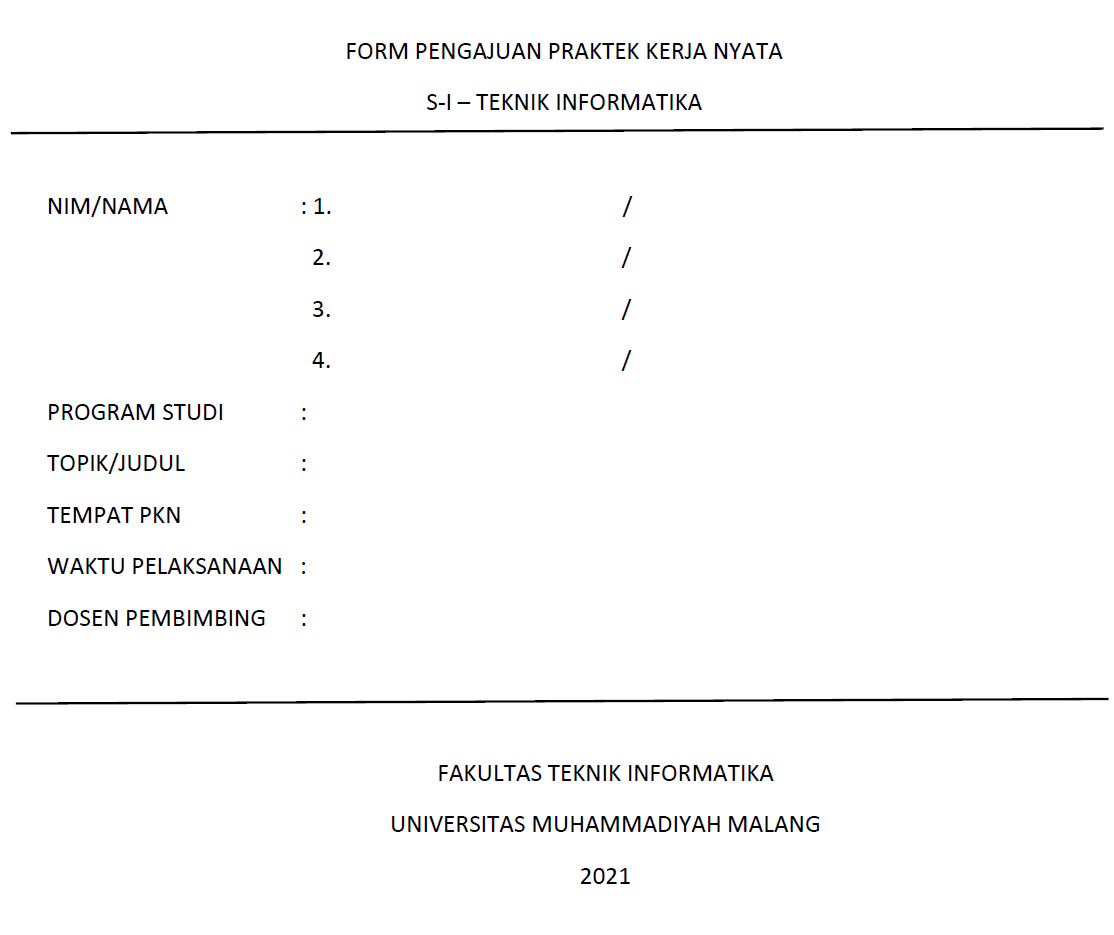 FORM PENGAJUAN PRAKTEK KERJA NYATA
S-I – TEKNIK INFORMATIKA
NIM/NAMA : 1. /
2. /
3. /
4. /
PROGRAM STUDI :
TOPIK/JUDUL :
TEMPAT PKN :
WAKTU PELAKSANAAN :
DOSEN PEMBIMBING :
FAKULTAS TEKNIK INFORMATIKA
UNIVERSITAS MUHAMMADIYAH MALANG
2021